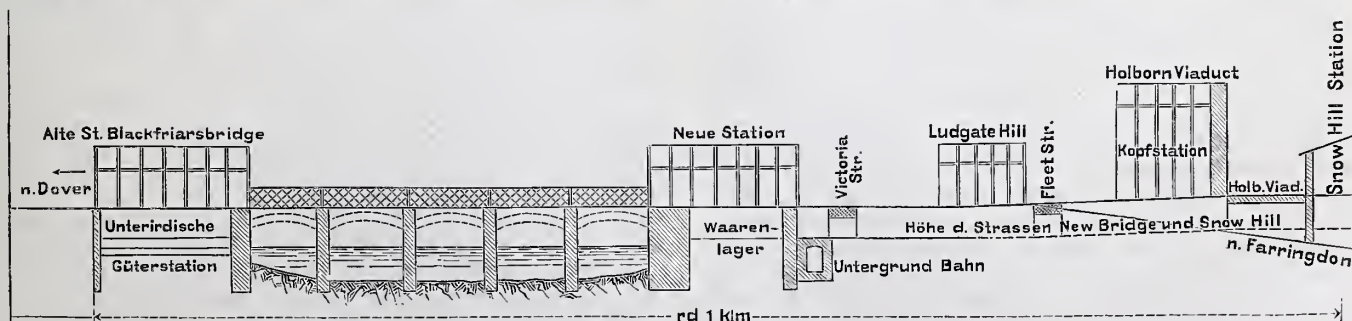 Alte St. Blackfriarsbridge
n. Dover
Unterirdische
Güterstation
Neue Station
Waaren-
lager
Victoria
Str.
Untergrund Bahn
Ludgate Hill
Fleet Str.
Höhe d. Strassen New Bridge und Snow Hill
Holborn Viaduct
Kopfstation
Holb. Viad.
Snow Hill Station
n. Farringdon
rd 1 klm